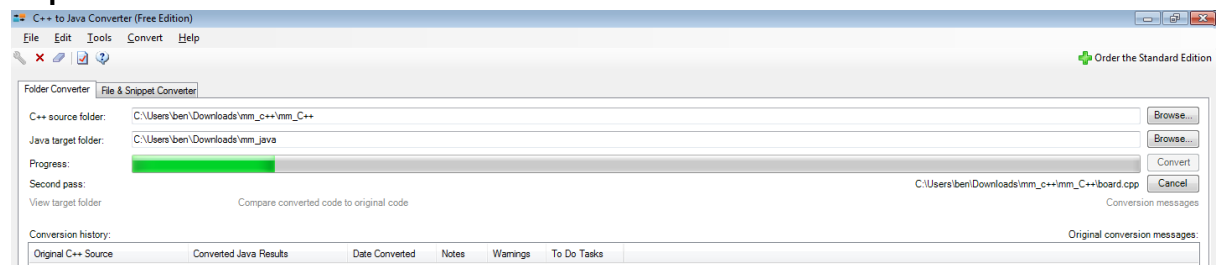 C++ to Java Converter (Free Edition)
File Edit Tools Convert Help
Order the Standard Edition
Folder Converter File & Snippet Converter
C++ source folder: C:\Users\ben\Downloads\mm_c++\mm_C++ Browse...
Java target folder: C:\Users\ben\Downloads\mm_java Browse...
Progress: Convert
Second pass: C:\Users\ben\Downloads\mm_c++\mm_C++\board.cpp Cancel
View target folder Compare converted code to original code Conversion messages
Conversion history: Original conversion messages:
Original C++ Source Converted Java Results Date Converted Notes Warnings To Do Tasks